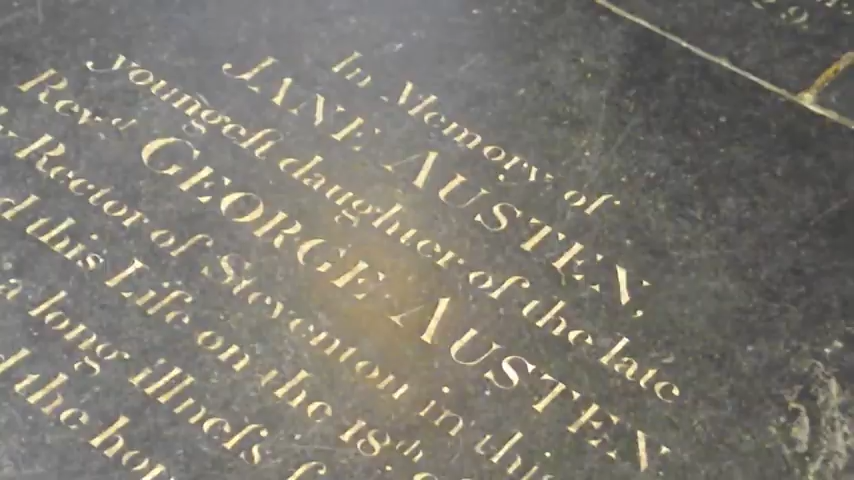 In Memory of
JANE AUSTEN,
youngeſt daughter of the late
Revd GEORGE AUSTEN,
Rector of Steventon in this
this Life on the 18th
a long illneſs
the